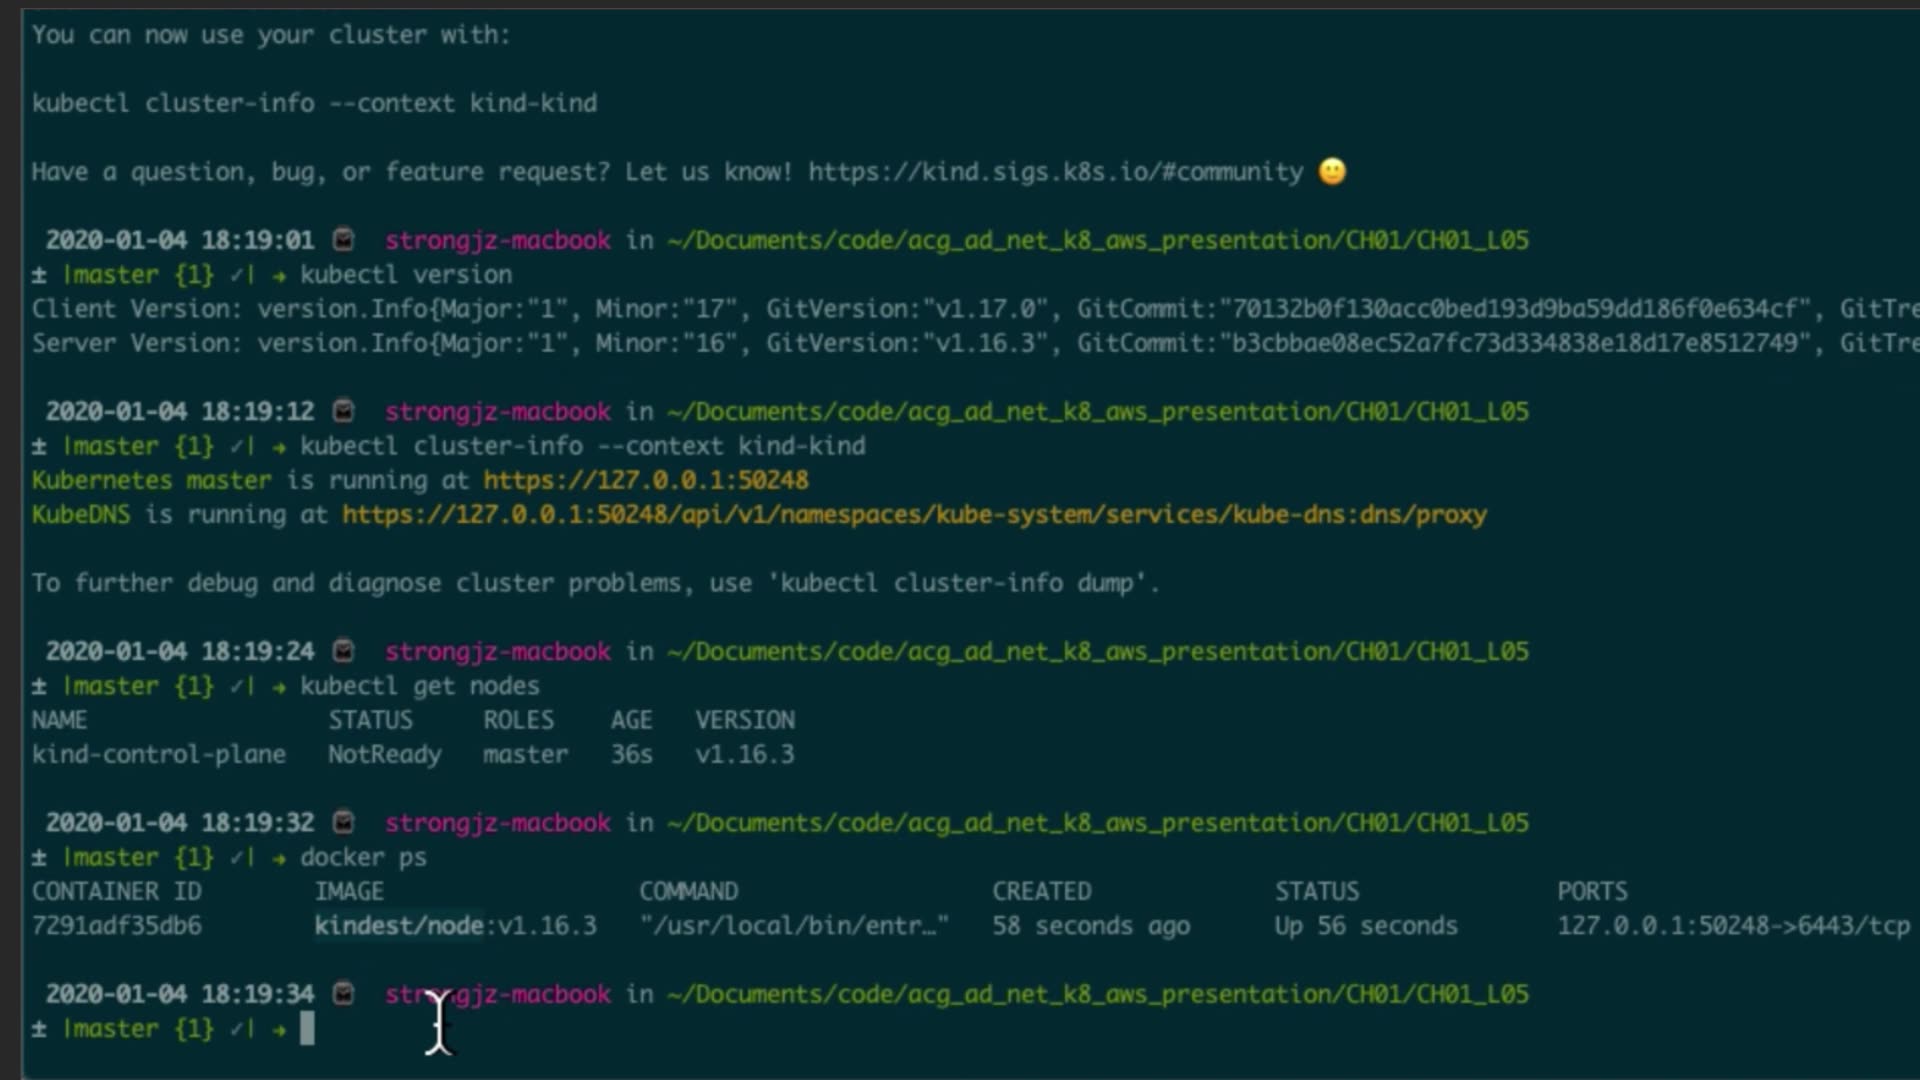 You can now use your cluster with:
kubectl cluster-info --context kind-kind
Have a question, bug, or feature request? Let us know! https://kind.sigs.k8s.io/#community 🙂
2020-01-04 18:19:01 strongjz-macbook in ~/Documents/code/acg_ad_net_k8_aws_presentation/CH01/CH01_L05
± |master {1} ✓| → kubectl version
Client Version: version.Info{Major:"1", Minor:"17", GitVersion:"v1.17.0", GitCommit:"70132b0f130acc0bed193d9ba59dd186f0e634cf", GitTre
Server Version: version.Info{Major:"1", Minor:"16", GitVersion:"v1.16.3", GitCommit:"b3cbbae08ec52a7fc73d334838e18d17e8512749", GitTre
2020-01-04 18:19:12 strongjz-macbook in ~/Documents/code/acg_ad_net_k8_aws_presentation/CH01/CH01_L05
± |master {1} ✓| → kubectl cluster-info --context kind-kind
Kubernetes master is running at https://127.0.0.1:50248
KubeDNS is running at https://127.0.0.1:50248/api/v1/namespaces/kube-system/services/kube-dns:dns/proxy
To further debug and diagnose cluster problems, use 'kubectl cluster-info dump'.
2020-01-04 18:19:24 strongjz-macbook in ~/Documents/code/acg_ad_net_k8_aws_presentation/CH01/CH01_L05
± |master {1} ✓| → kubectl get nodes
NAME STATUS ROLES AGE VERSION
kind-control-plane NotReady master 36s v1.16.3
2020-01-04 18:19:32 strongjz-macbook in ~/Documents/code/acg_ad_net_k8_aws_presentation/CH01/CH01_L05
± |master {1} ✓| → docker ps
CONTAINER ID IMAGE COMMAND CREATED STATUS PORTS
7291adf35db6 kindest/node:v1.16.3 "/usr/local/bin/entr…" 58 seconds ago Up 56 seconds 127.0.0.1:50248->6443/tcp
2020-01-04 18:19:34 strongjz-macbook in ~/Documents/code/acg_ad_net_k8_aws_presentation/CH01/CH01_L05
± |master {1} ✓| →